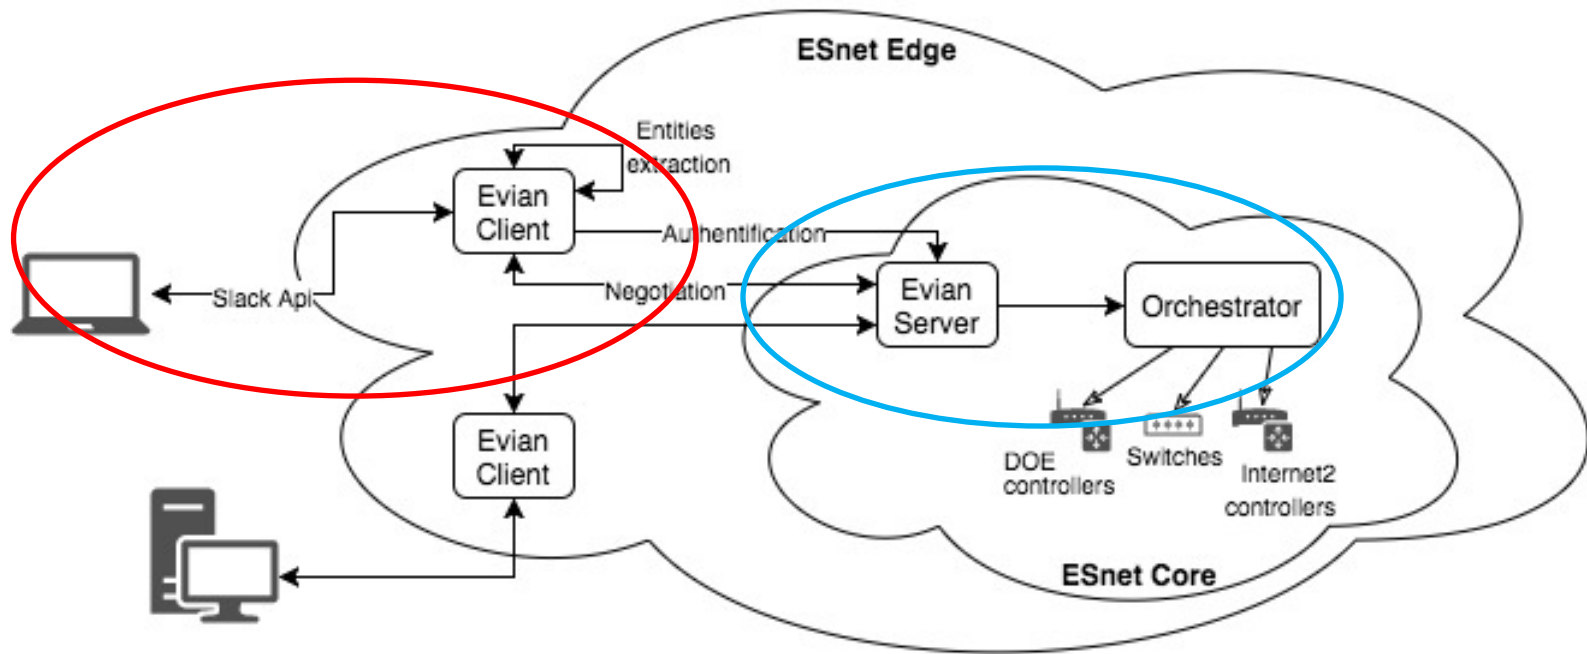 ESnet Edge
Entities
extraction
Evian
Client
Authentification
Slack Api
Negotiation
Evian
Server
Orchestrator
Evian
Client
DOE
controllers
Switches
Internet2
controllers
ESnet Core